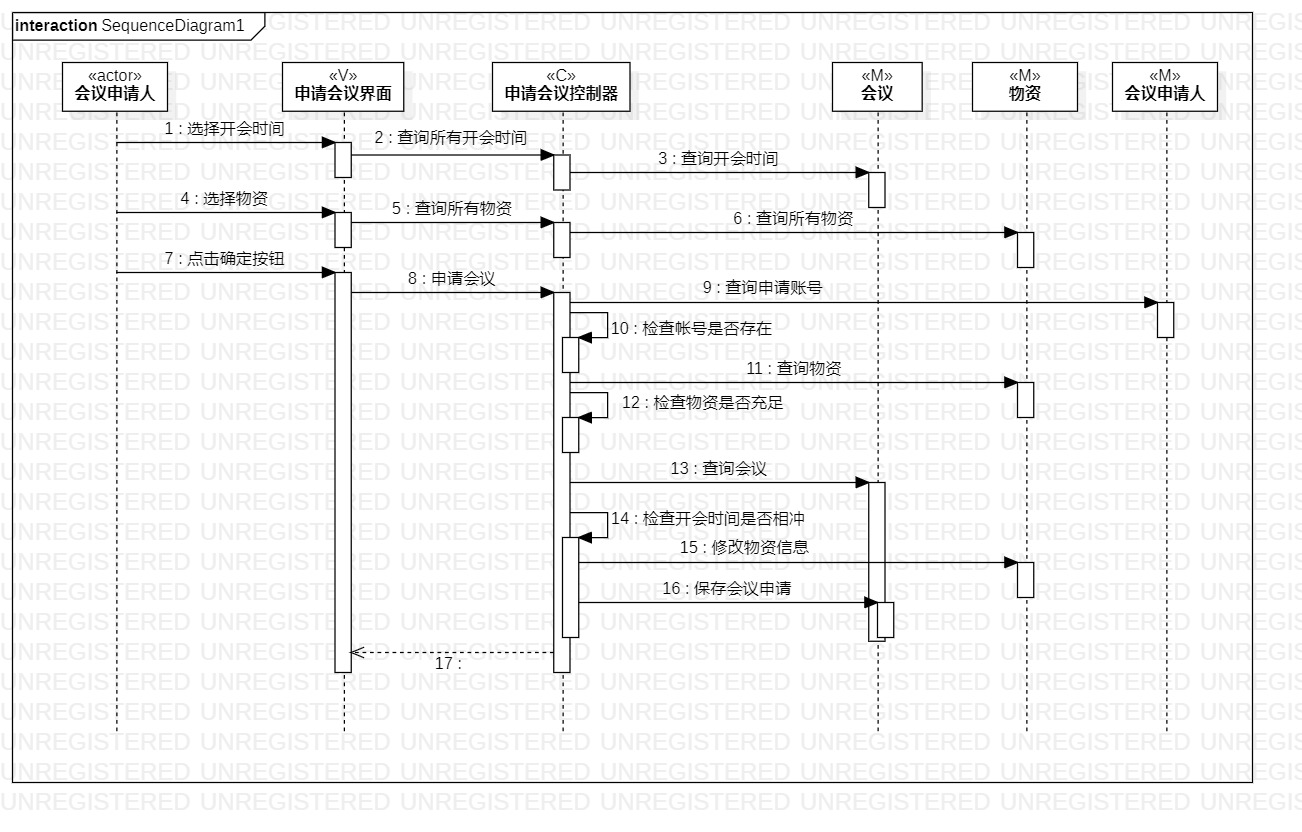 interaction SequenceDiagram1
«actor»
会议申请人
«V»
申请会议界面
«C»
申请会议控制器
«M»
会议
«M»
物资
«M»
会议申请人
1 : 选择开会时间
2 : 查询所有开会时间
3 : 查询开会时间
4 : 选择物资
5 : 查询所有物资
6 : 查询所有物资
7 : 点击确定按钮
8 : 申请会议
9 : 查询申请账号
10 : 检查帐号是否存在
11 : 查询物资
12 : 检查物资是否充足
13 : 查询会议
14 : 检查开会时间是否相冲
15 : 修改物资信息
16 : 保存会议申请
17 :
UNREGISTERED